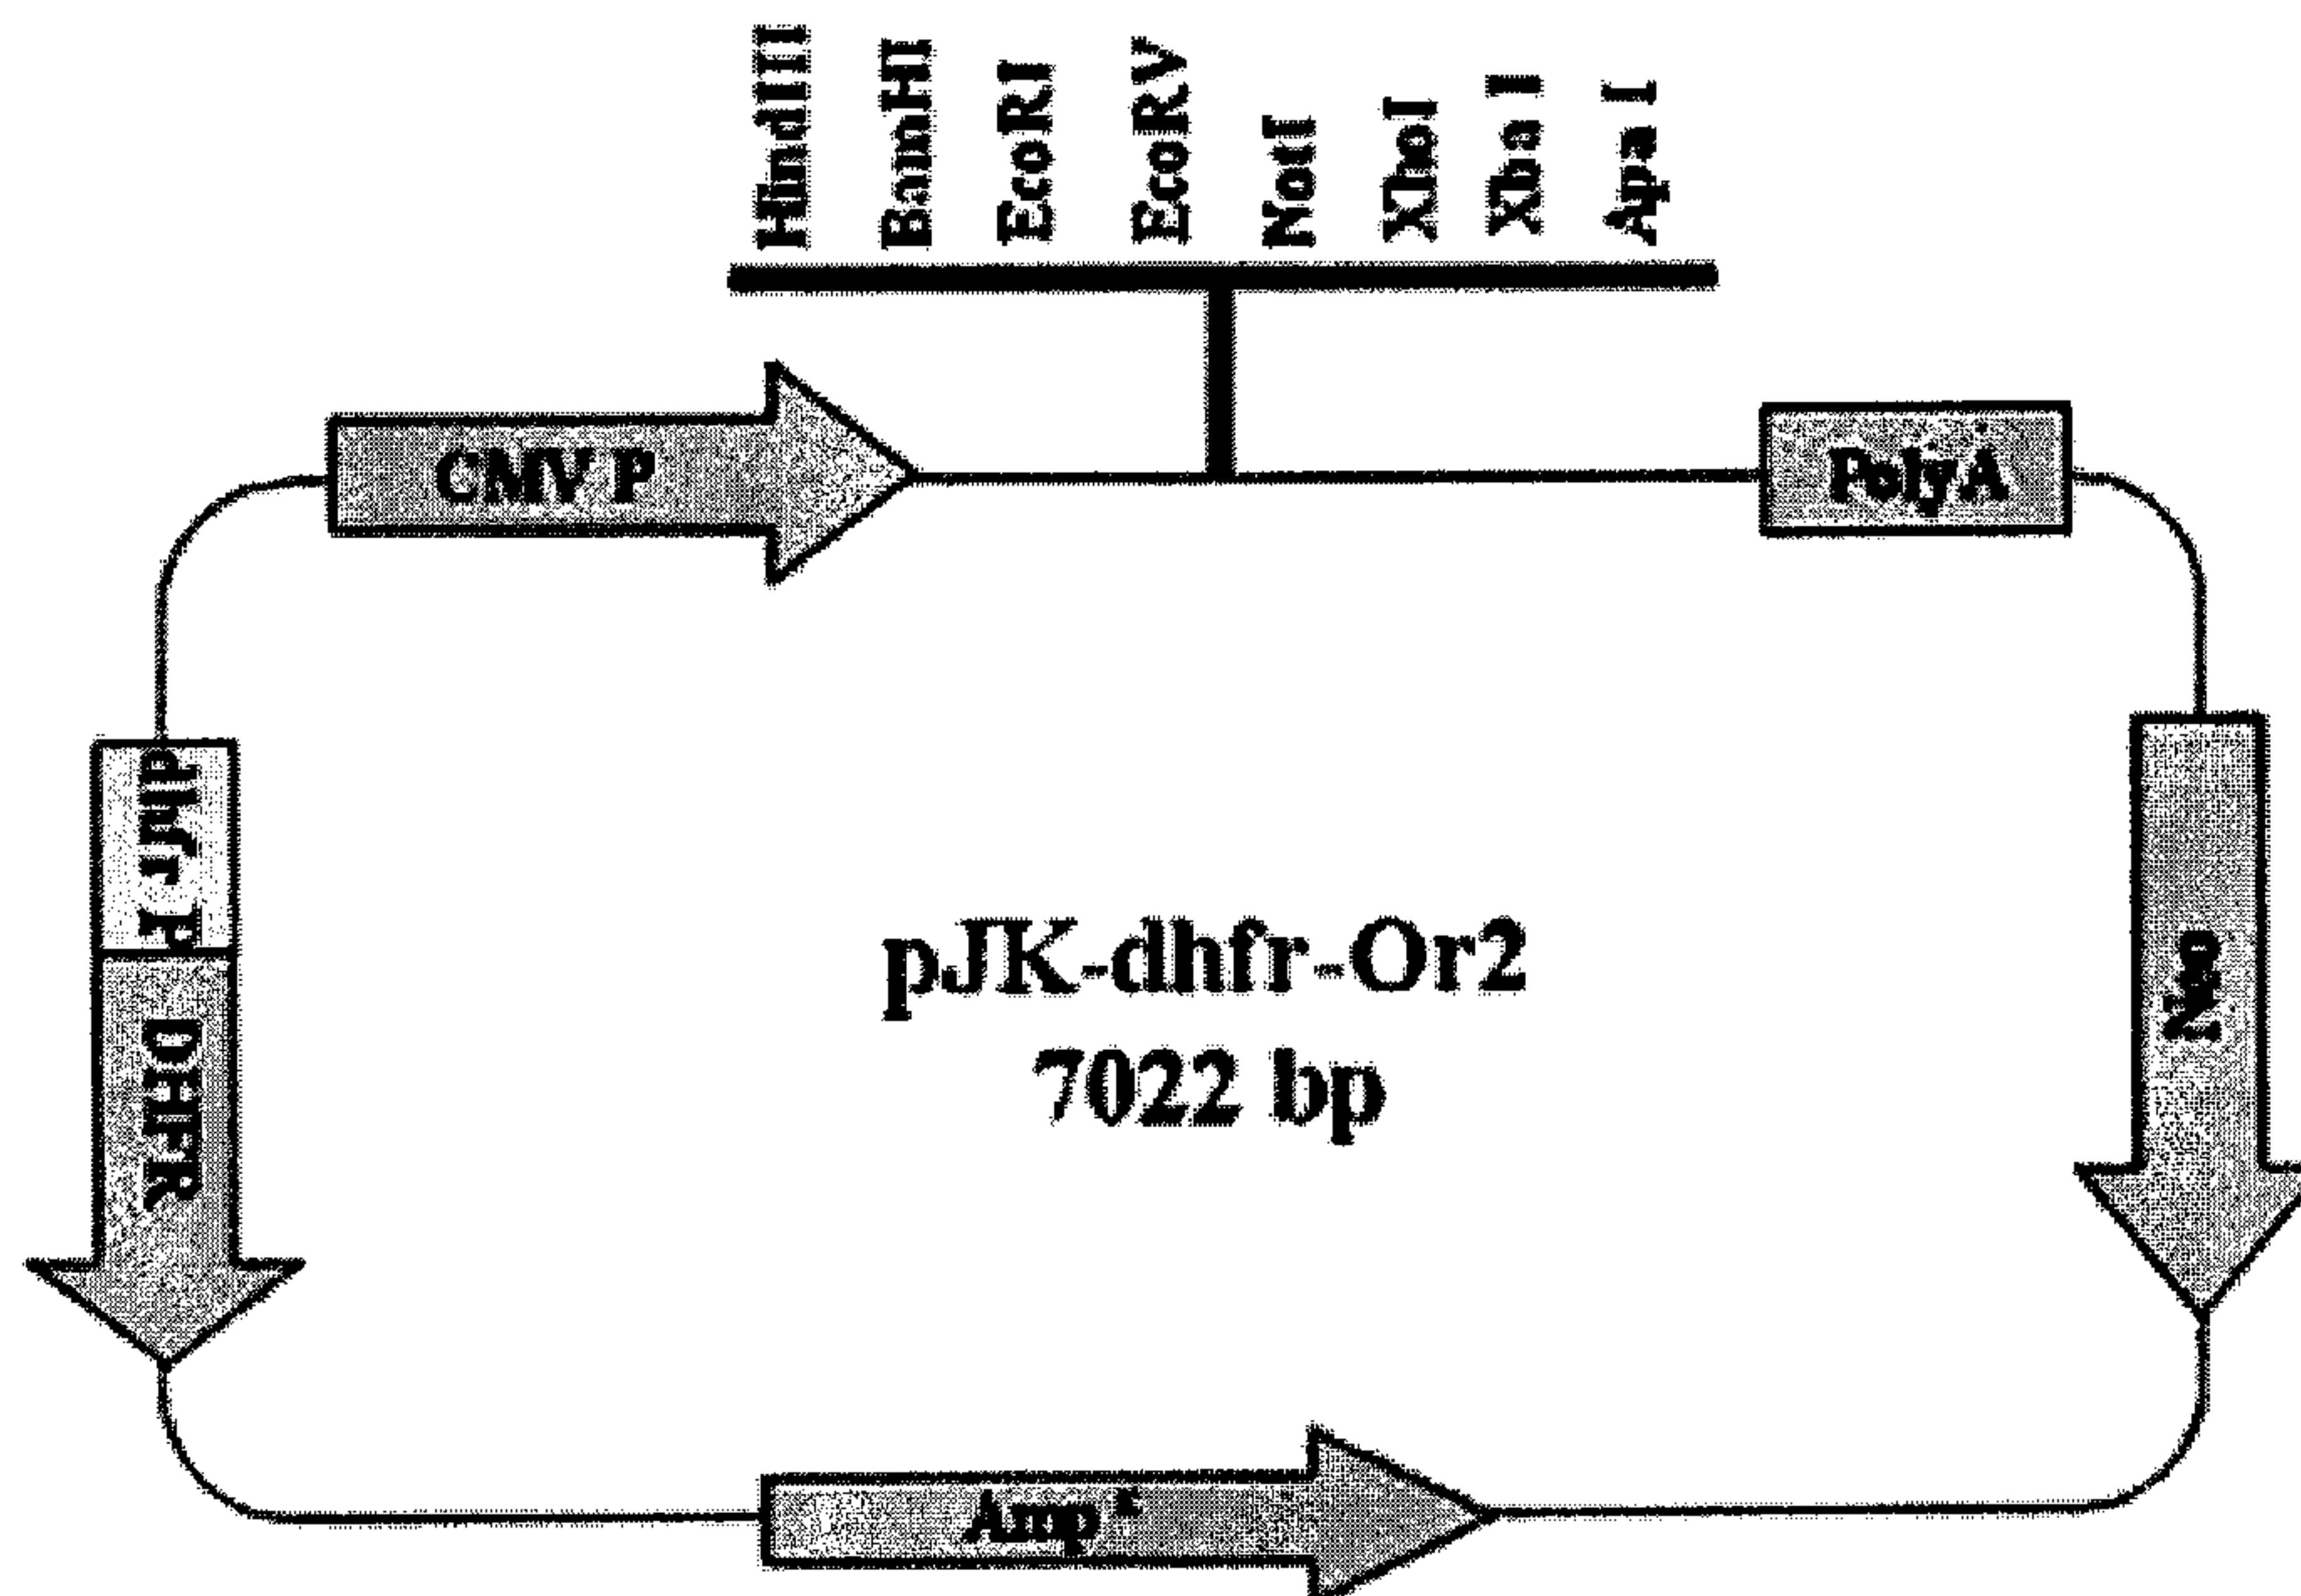 HindIII
BamHI
EcoRI
EcoRV
NotI
XhoI
Xba I
Apa I
CMV P
PolyA
dhfr P
DHFR
Neo
pJK-dhfr-Or2
7022 bp
Amp R